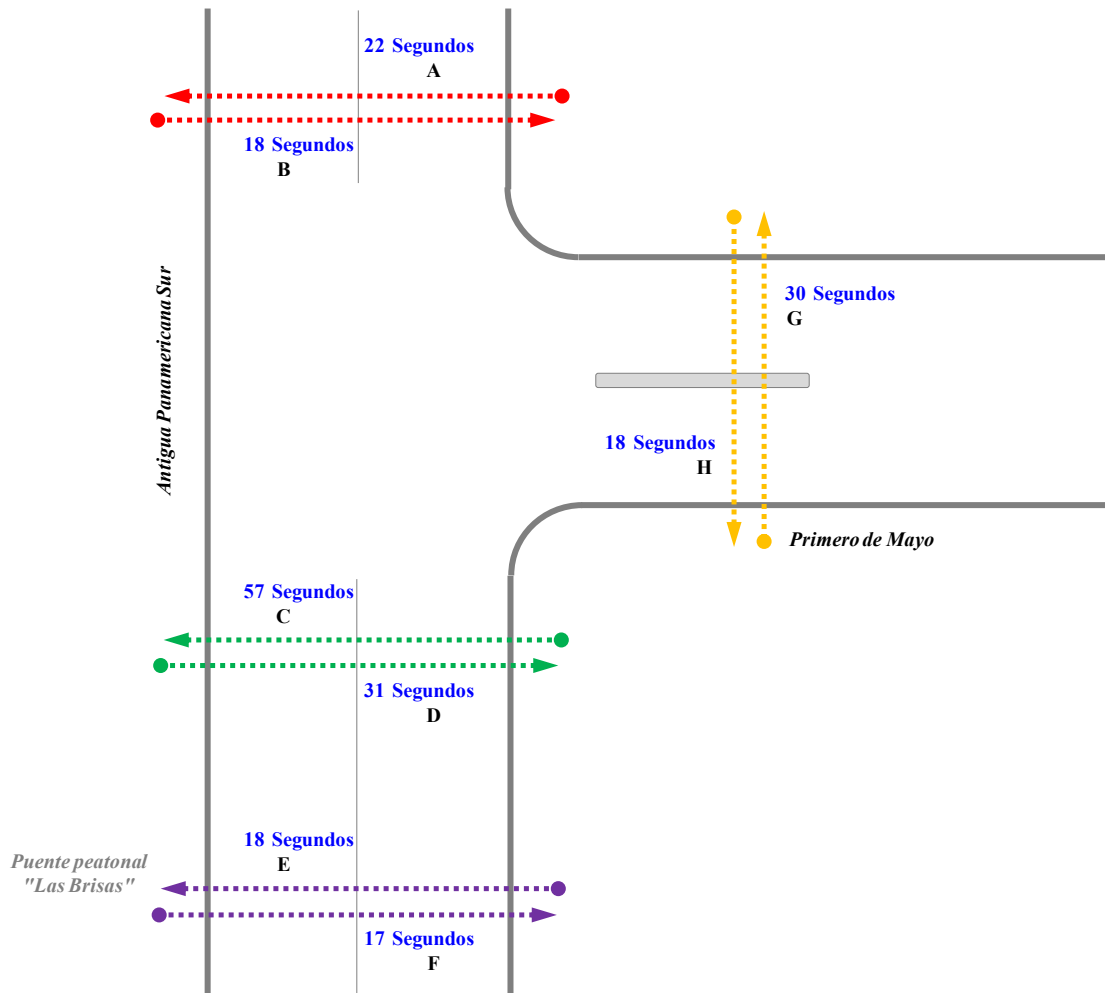 22 Segundos
A
18 Segundos
B
Antigua Panamericana Sur
30 Segundos
G
18 Segundos
H
Primero de Mayo
57 Segundos
C
31 Segundos
D
18 Segundos
E
Puente peatonal
"Las Brisas"
17 Segundos
F